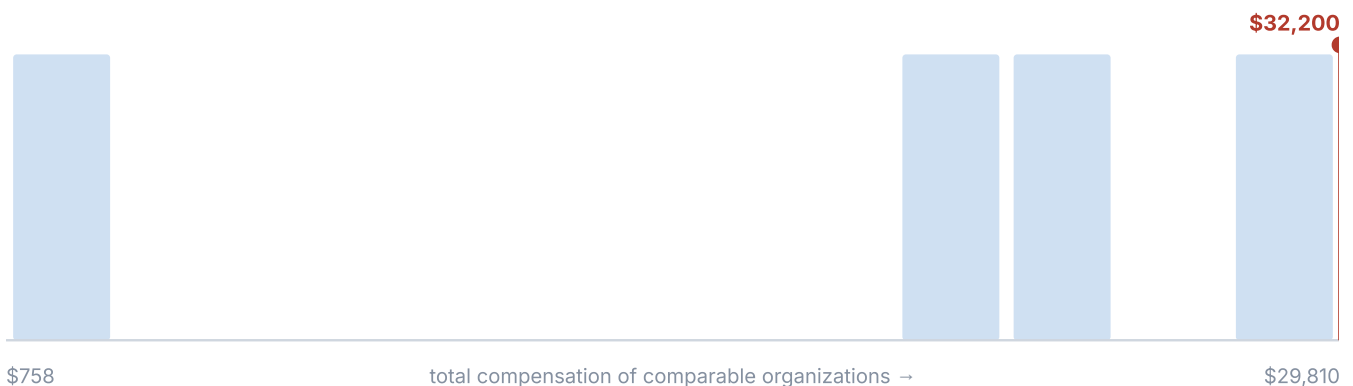 $32,200
$758 total compensation of comparable organizations → $29,810